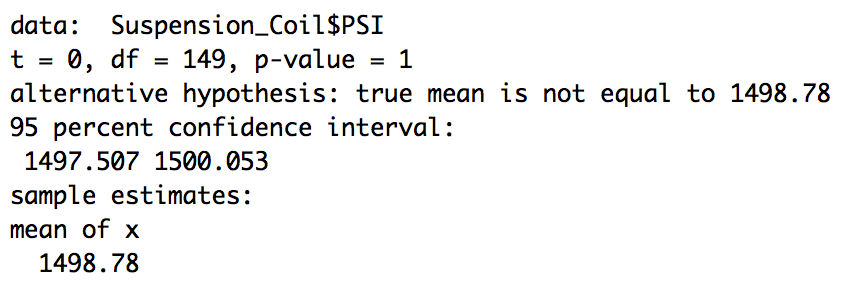 data:  Suspension_Coil$PSI
t = 0, df = 149, p-value = 1
alternative hypothesis: true mean is not equal to 1498.78
95 percent confidence interval:
 1497.507 1500.053
sample estimates:
mean of x
  1498.78